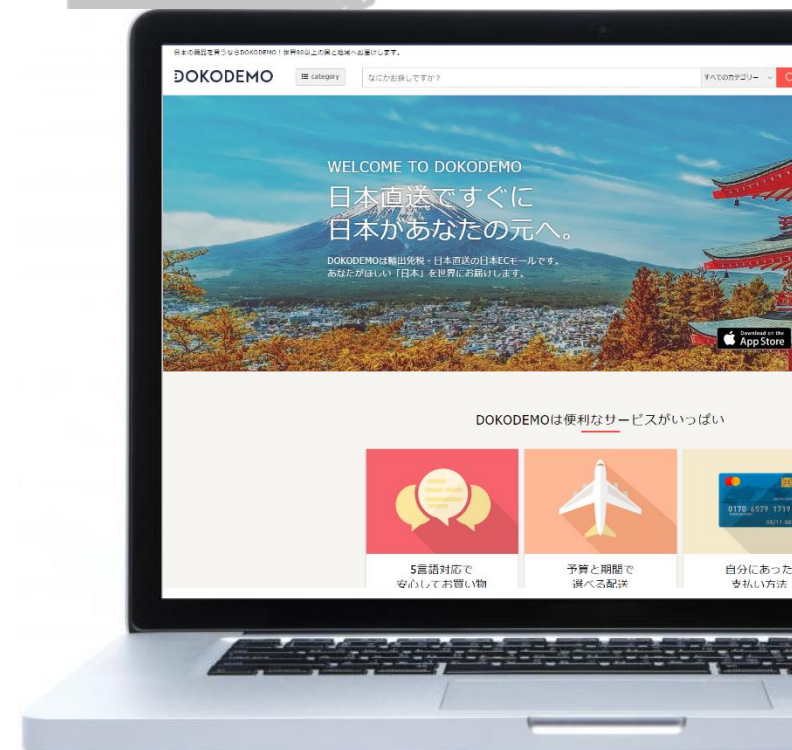 日本の商品を買うならDOKODEMO！世界80以上の国と地域へお届けします。
DOKODEMO
category
なにかお探しですか？
すべてのカテゴリー
WELCOME TO DOKODEMO
日本直送ですぐに
日本があなたの元へ。
DOKODEMOは輸出免税・日本直送の日本ECモールです。
あなたがほしい「日本」を世界にお届けします。
Download on the
App Store
DOKODEMOは便利なサービスがいっぱい
0170 6579 1719
5言語対応で
安心してお買い物
予算と期間で
選べる配送
自分にあった
支払い方法